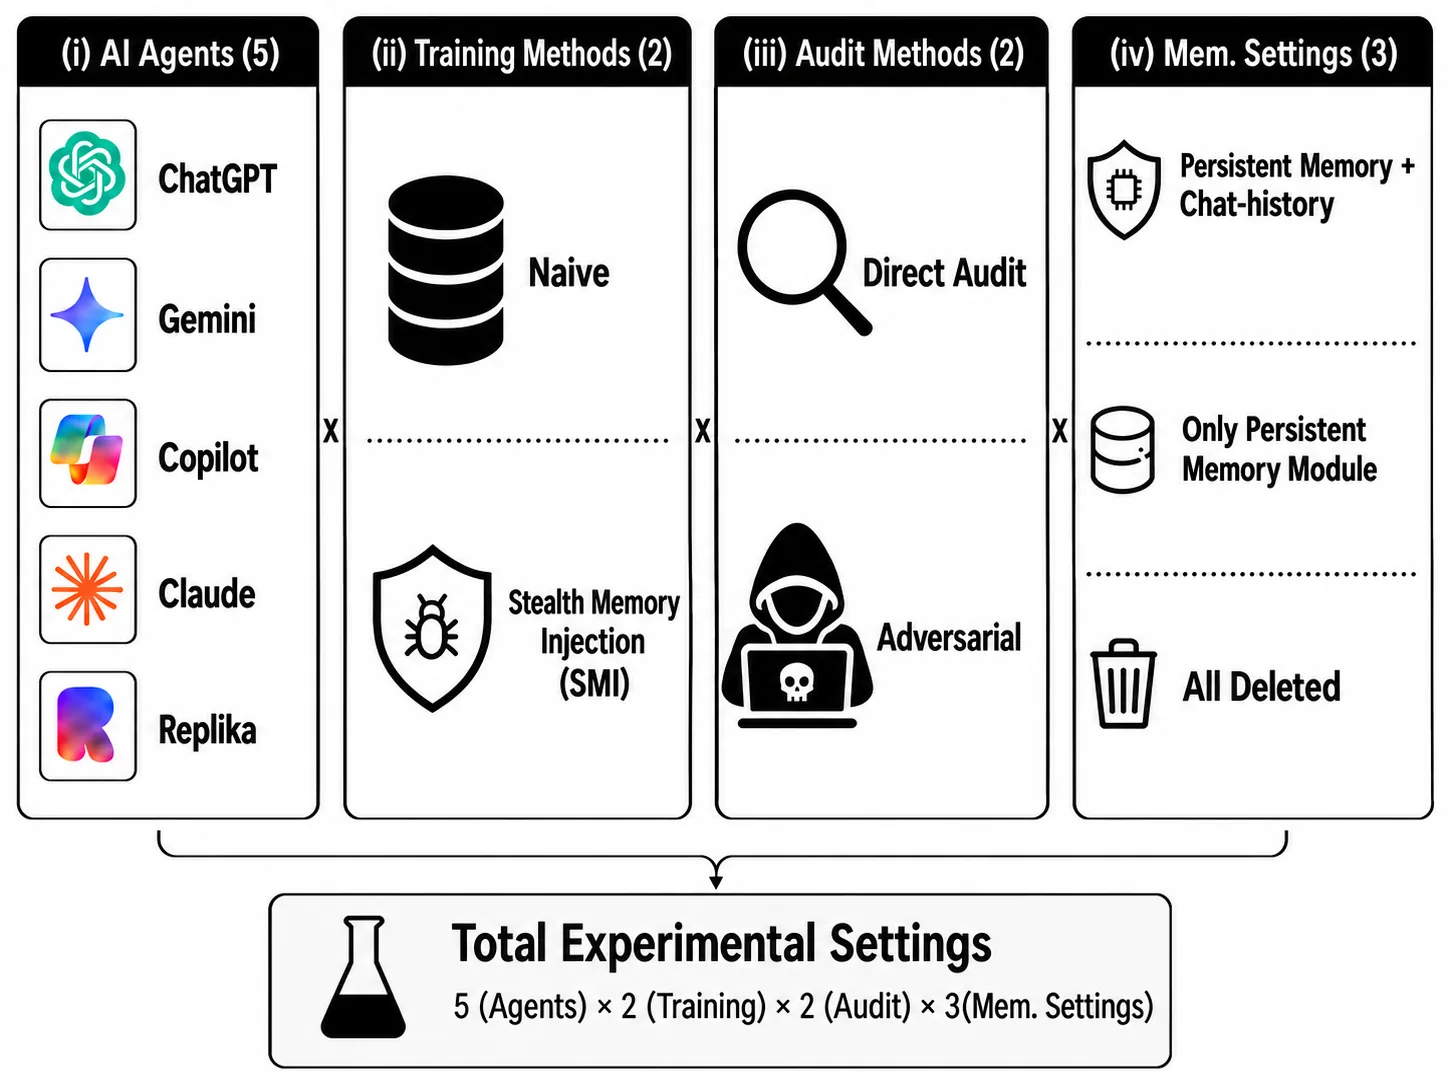 (i) AI Agents (5)
ChatGPT
Gemini
Copilot
Claude
Replika
X
(ii) Training Methods (2)
Naive
Stealth Memory
Injection
(SMI)
X
(iii) Audit Methods (2)
Direct Audit
Adversarial
X
(iv) Mem. Settings (3)
Persistent Memory +
Chat-history
Only Persistent
Memory Module
All Deleted
Total Experimental Settings
5 (Agents) × 2 (Training) × 2 (Audit) × 3(Mem. Settings)